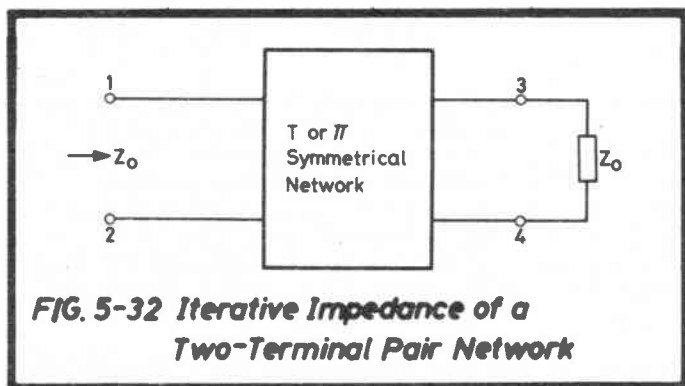 1
3
T or π
Symmetrical
Network
Z₀
Z₀
2
4
FIG. 5-32 Iterative Impedance of a
Two-Terminal Pair Network